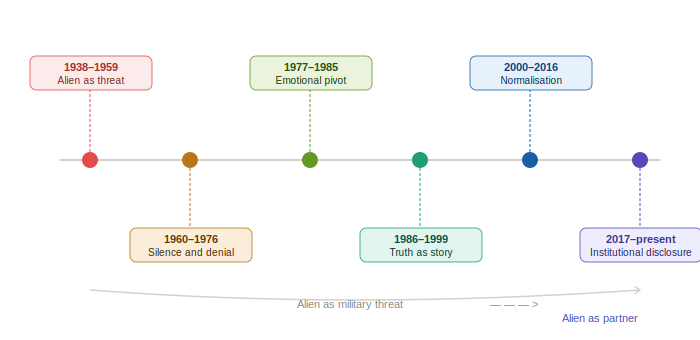 1938–1959
Alien as threat
1977–1985
Emotional pivot
2000–2016
Normalisation
1960–1976
Silence and denial
1986–1999
Truth as story
2017–present
Institutional disclosure
Alien as military threat
— — — >
Alien as partner